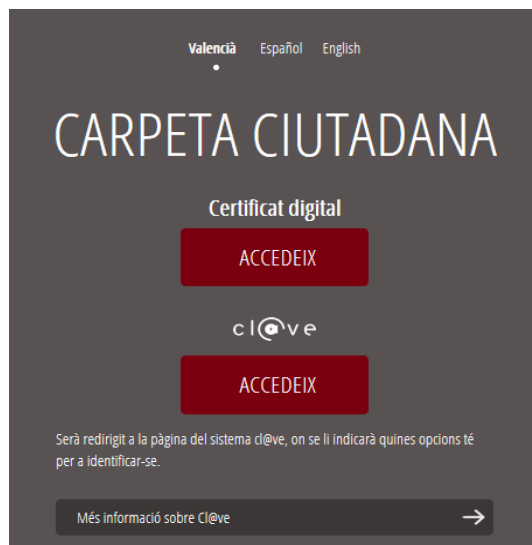 Valencià Español English
CARPETA CIUTADANA
Certificat digital
ACCEDEIX
cl@ve
ACCEDEIX
Serà redirigit a la pàgina del sistema cl@ve, on se li indicarà quines opcions té
per a identificar-se.
Més informació sobre Cl@ve